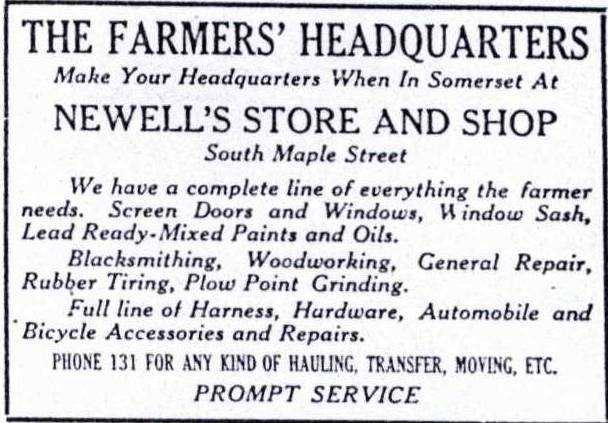 THE FARMERS' HEADQUARTERS
Make Your Headquarters When In Somerset At
NEWELL'S STORE AND SHOP
South Maple Street
We have a complete line of everything the farmer
needs. Screen Doors and Windows, Window Sash,
Lead Ready-Mixed Paints and Oils.
Blacksmithing, Woodworking, General Repair,
Rubber Tiring, Plow Point Grinding.
Full line of Harness, Hardware, Automobile and
Bicycle Accessories and Repairs.
PHONE 131 FOR ANY KIND OF HAULING, TRANSFER, MOVING, ETC.
PROMPT SERVICE